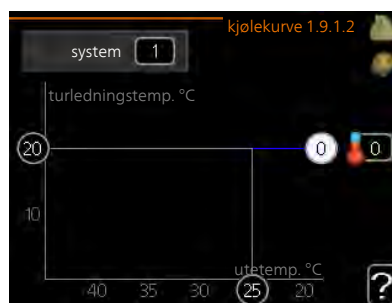 kjølekurve 1.9.1.2
system 1
turledningstemp. °C
20 0 0
10
utetemp. °C
40 35 30 25 20
?